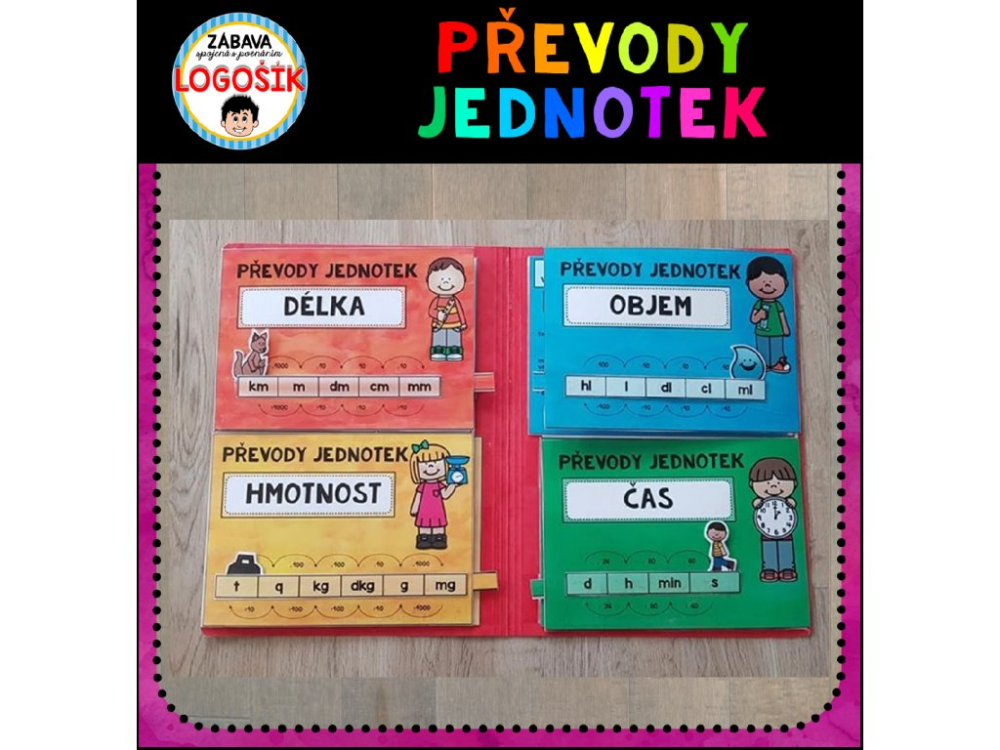 ZÁBAVA
spojená s poznáním
LOGOŠÍK
PŘEVODY
JEDNOTEK
PŘEVODY JEDNOTEK
DÉLKA
:1000 :10 :10 :10
km m dm cm mm
:1000 :10 :10 :10
PŘEVODY JEDNOTEK
OBJEM
:100 :10 :10 :10
hl l dl cl ml
:100 :10 :10 :10
PŘEVODY JEDNOTEK
HMOTNOST
:100 :100 :10 :1000
t q kg dkg g mg
:10 :100 :100 :10 :1000
PŘEVODY JEDNOTEK
ČAS
24 60 60
d h min s
: 24 : 60 : 60